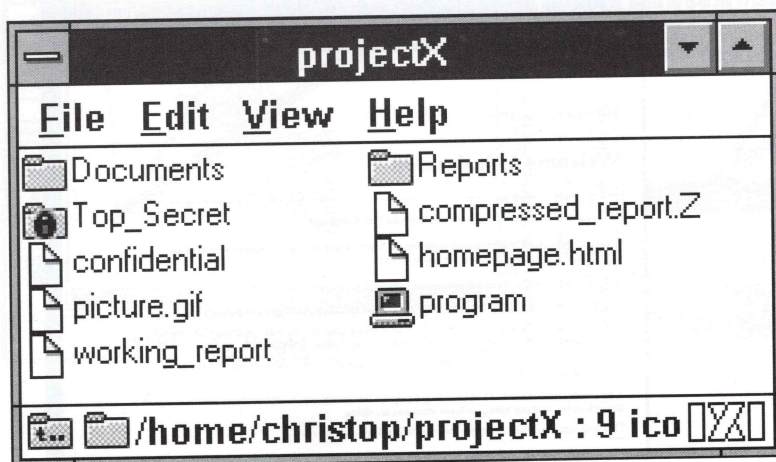 projectX
File Edit View Help
Documents Reports
Top_Secret compressed_report.Z
confidential homepage.html
picture.gif program
working_report
/home/christop/projectX : 9 ico